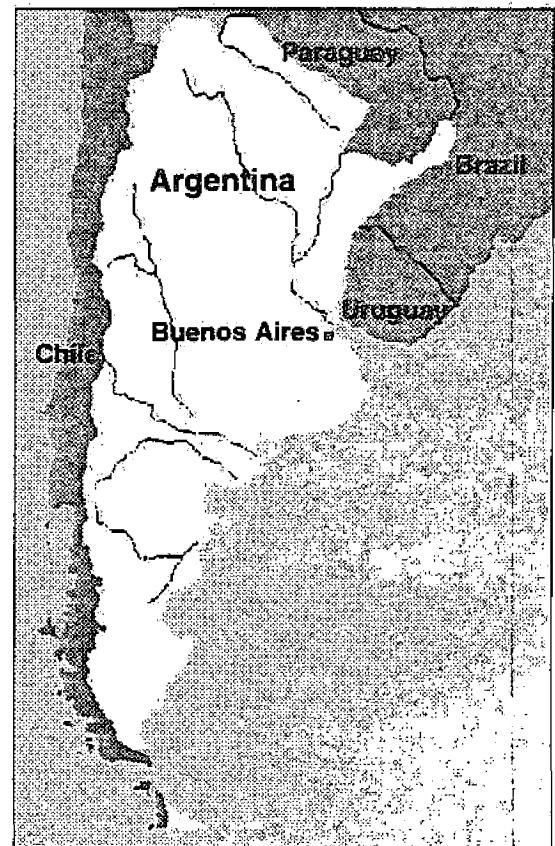 Paraguay
Brazil
Argentina
Uruguay
Buenos Aires
Chile